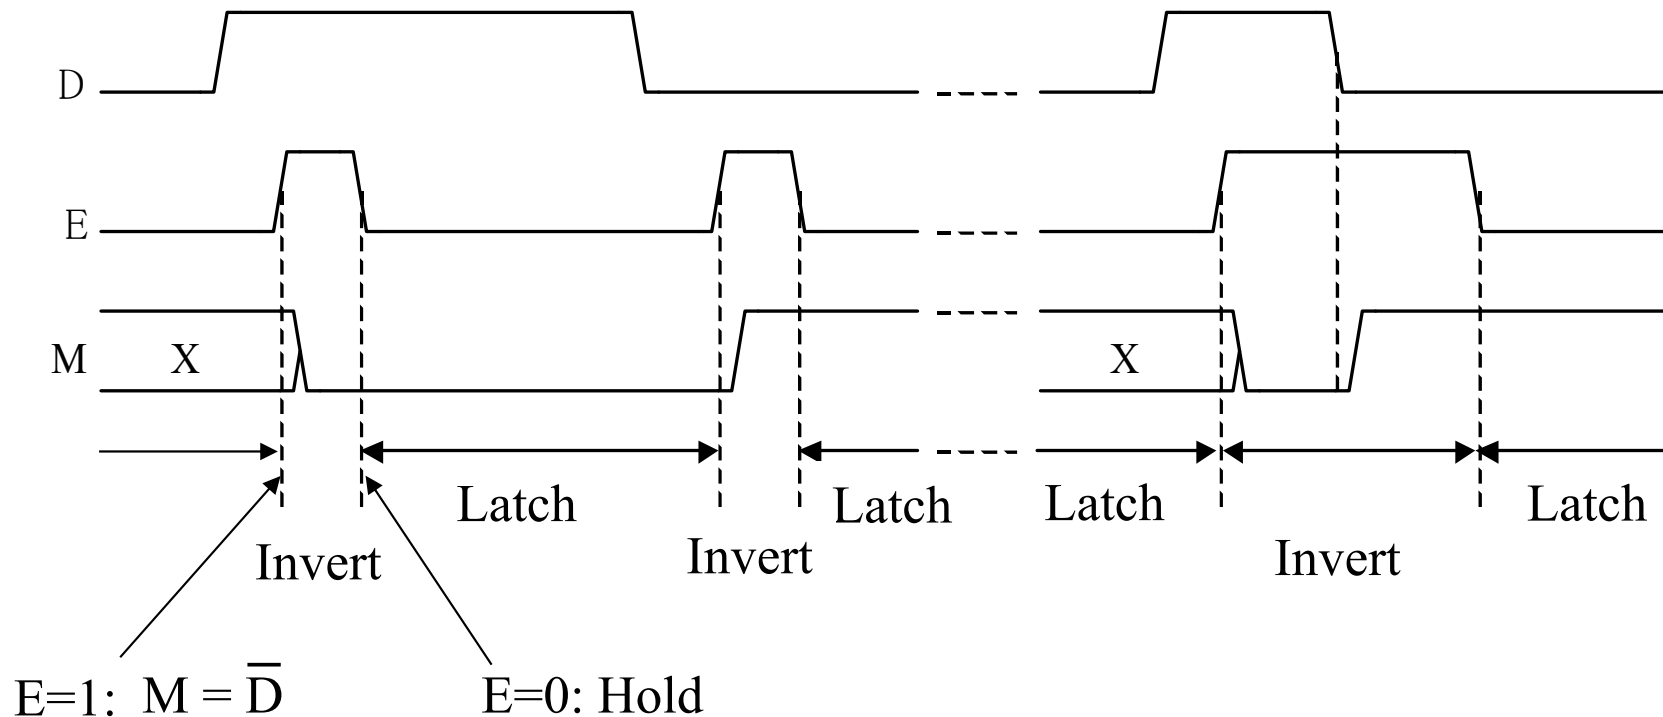 D
E
M X X
Latch Latch Latch Latch
Invert Invert Invert
E=1: M = D̅ E=0: Hold